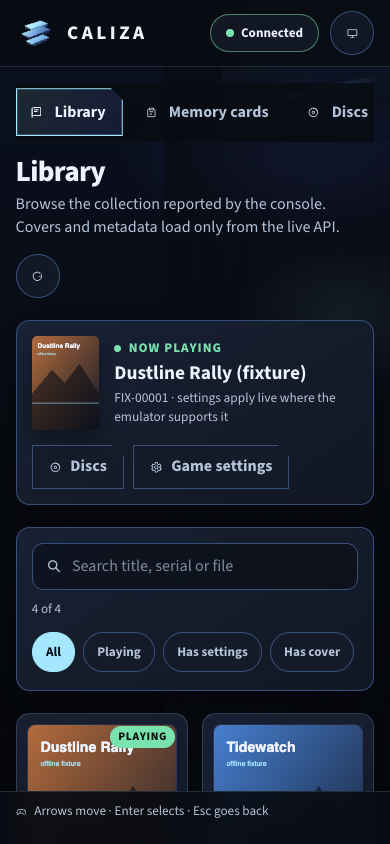 CALIZA
Connected
Library
Memory cards
Discs
Library
Browse the collection reported by the console.
Covers and metadata load only from the live API.
Dustline Rally
offline fixture
NOW PLAYING
Dustline Rally (fixture)
FIX-00001 · settings apply live where the
emulator supports it
Discs
Game settings
Search title, serial or file
4 of 4
All
Playing
Has settings
Has cover
PLAYING
Dustline Rally
offline fixture
Tidewatch
offline fixture
Arrows move · Enter selects · Esc goes back